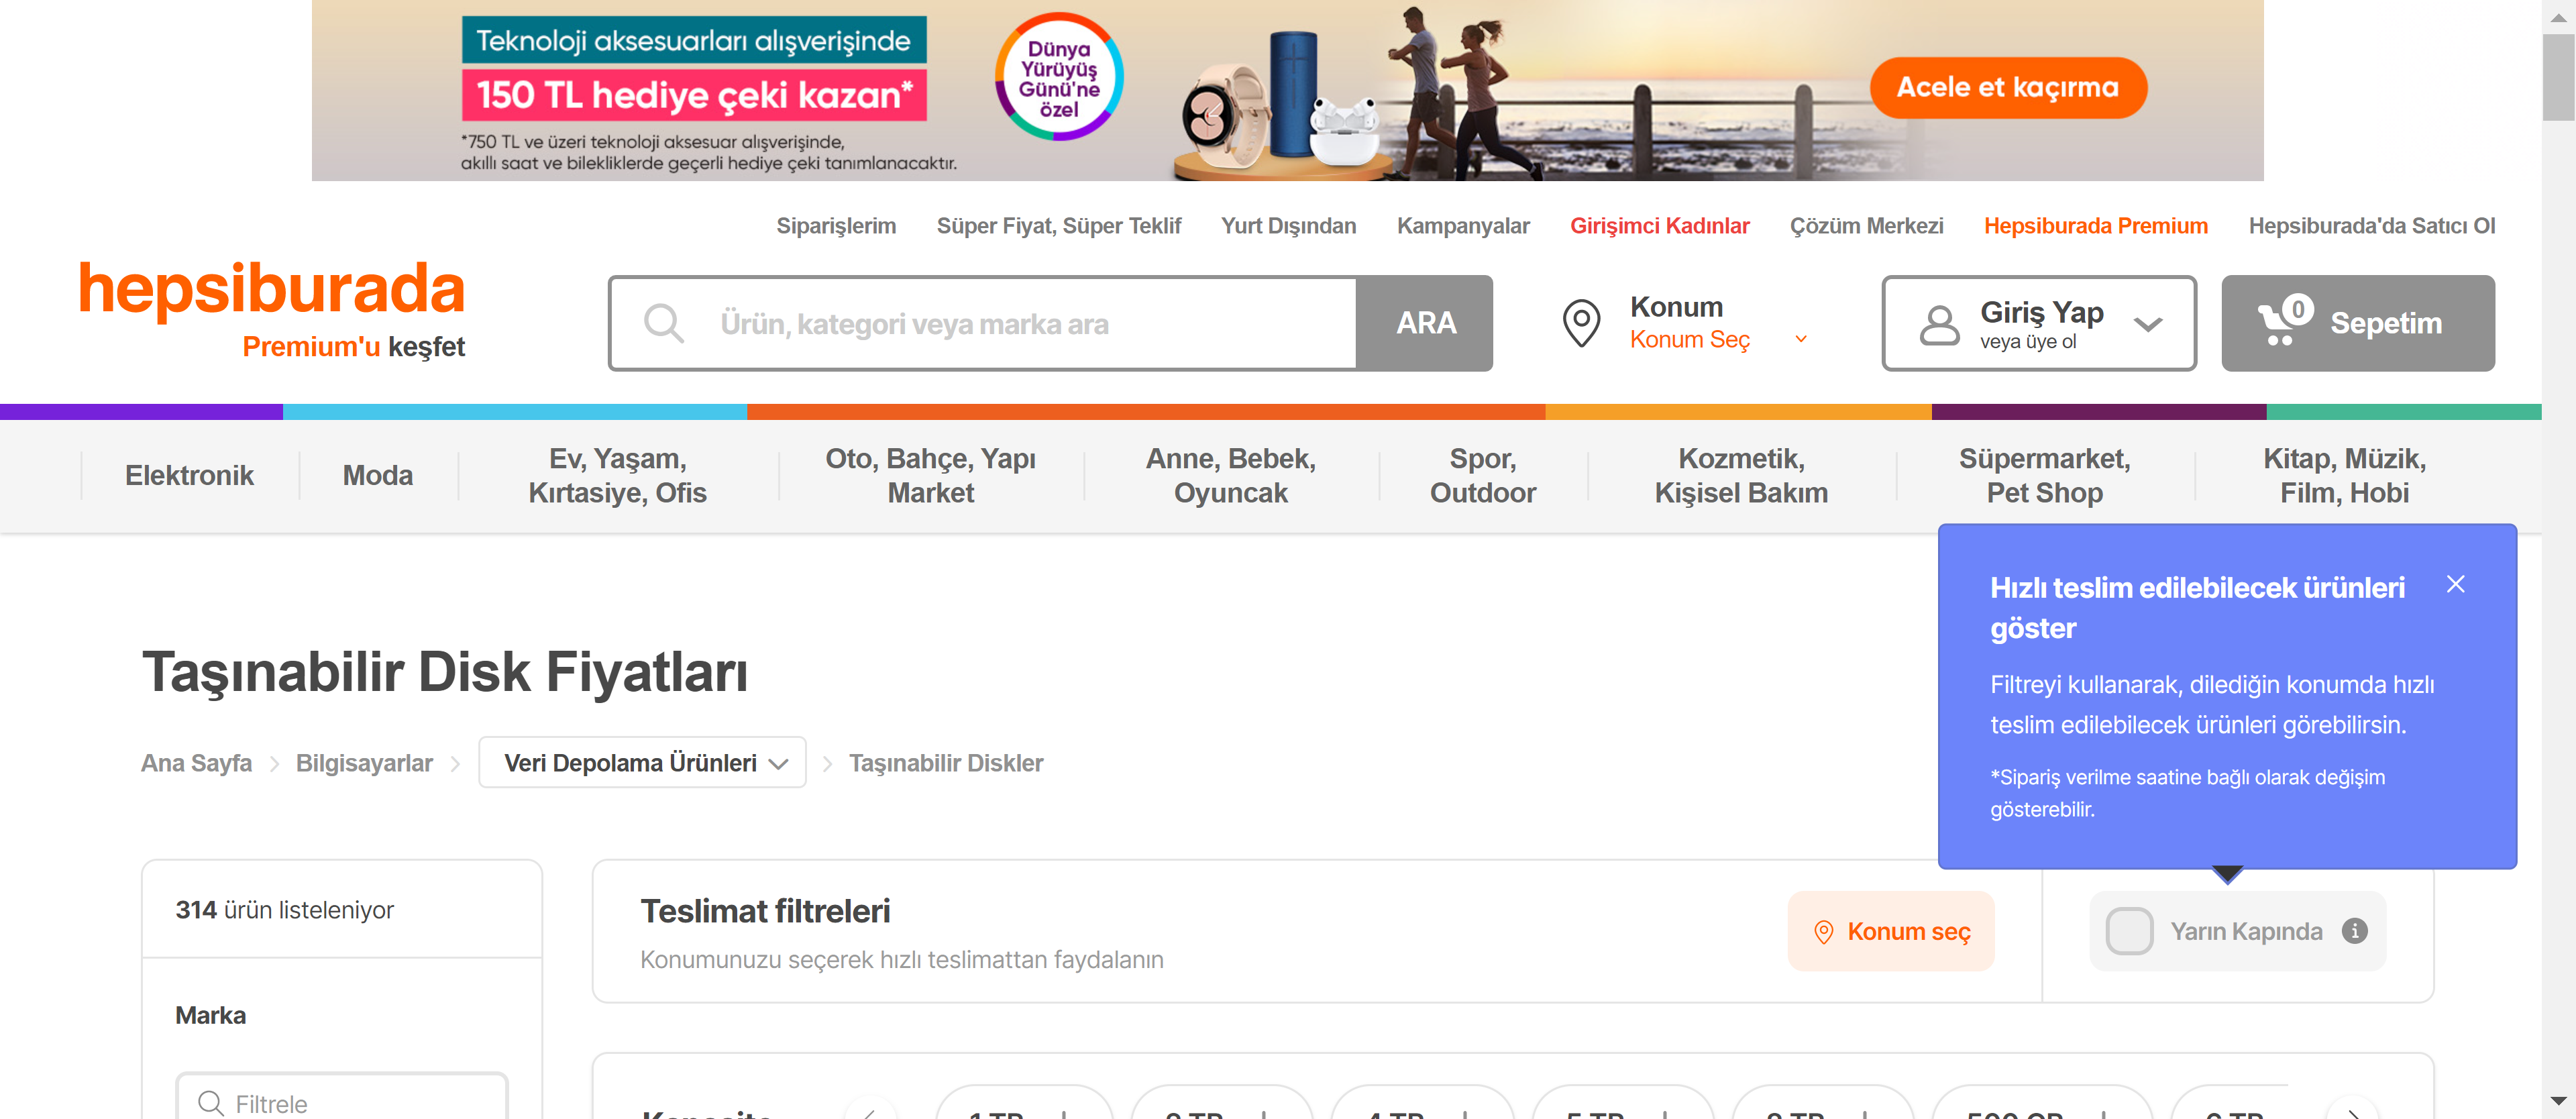 Teknoloji aksesuarları alışverişinde
150 TL hediye çeki kazan*
*750 TL ve üzeri teknoloji aksesuar alışverişinde,
akıllı saat ve bilekliklerde geçerli hediye çeki tanımlanacaktır.
Dünya
Yürüyüş
Günü'ne
özel
Acele et kaçırma
Siparişlerim
Süper Fiyat, Süper Teklif
Yurt Dışından
Kampanyalar
Girişimci Kadınlar
Çözüm Merkezi
Hepsiburada Premium
Hepsiburada'da Satıcı Ol
hepsiburada
Premium'u keşfet
Ürün, kategori veya marka ara
ARA
Konum
Konum Seç
Giriş Yap
veya üye ol
0
Sepetim
Elektronik
Moda
Ev, Yaşam,
Kırtasiye, Ofis
Oto, Bahçe, Yapı
Market
Anne, Bebek,
Oyuncak
Spor,
Outdoor
Kozmetik,
Kişisel Bakım
Süpermarket,
Pet Shop
Kitap, Müzik,
Film, Hobi
Hızlı teslim edilebilecek ürünleri
göster
Filtreyi kullanarak, dilediğin konumda hızlı
teslim edilebilecek ürünleri görebilirsin.
*Sipariş verilme saatine bağlı olarak değişim
gösterebilir.
Taşınabilir Disk Fiyatları
Ana Sayfa
Bilgisayarlar
Veri Depolama Ürünleri
Taşınabilir Diskler
314 ürün listeleniyor
Marka
Filtrele
Teslimat filtreleri
Konumunuzu seçerek hızlı teslimattan faydalanın
Konum seç
Yarın Kapında